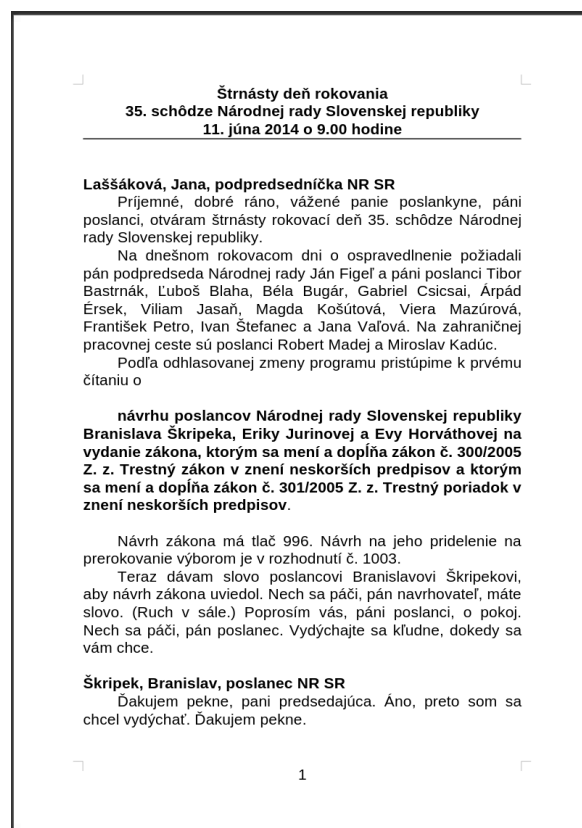 Štrnásty deň rokovania
35. schôdze Národnej rady Slovenskej republiky
11. júna 2014 o 9.00 hodine
Laššáková, Jana, podpredsedníčka NR SR
Príjemné, dobré ráno, vážené panie poslankyne, páni
poslanci, otváram štrnásty rokovací deň 35. schôdze Národnej
rady Slovenskej republiky.
Na dnešnom rokovacom dni o ospravedlnenie požiadali
pán podpredseda Národnej rady Ján Figeľ a páni poslanci Tibor
Bastrnák, Ľuboš Blaha, Béla Bugár, Gabriel Csicsai, Árpád
Érsek, Viliam Jasaň, Magda Košútová, Viera Mazúrová,
František Petro, Ivan Štefanec a Jana Vaľová. Na zahraničnej
pracovnej ceste sú poslanci Robert Madej a Miroslav Kadúc.
Podľa odhlasovanej zmeny programu pristúpime k prvému
čítaniu o
návrhu poslancov Národnej rady Slovenskej republiky
Branislava Škripeka, Eriky Jurinovej a Evy Horváthovej na
vydanie zákona, ktorým sa mení a dopĺňa zákon č. 300/2005
Z. z. Trestný zákon v znení neskorších predpisov a ktorým
sa mení a dopĺňa zákon č. 301/2005 Z. z. Trestný poriadok v
znení neskorších predpisov.
Návrh zákona má tlač 996. Návrh na jeho pridelenie na
prerokovanie výborom je v rozhodnutí č. 1003.
Teraz dávam slovo poslancovi Branislavovi Škripekovi,
aby návrh zákona uviedol. Nech sa páči, pán navrhovateľ, máte
slovo. (Ruch v sále.) Poprosím vás, páni poslanci, o pokoj.
Nech sa páči, pán poslanec. Vydýchajte sa kľudne, dokedy sa
vám chce.
Škripek, Branislav, poslanec NR SR
Ďakujem pekne, pani predsedajúca. Áno, preto som sa
chcel vydýchať. Ďakujem pekne.
1